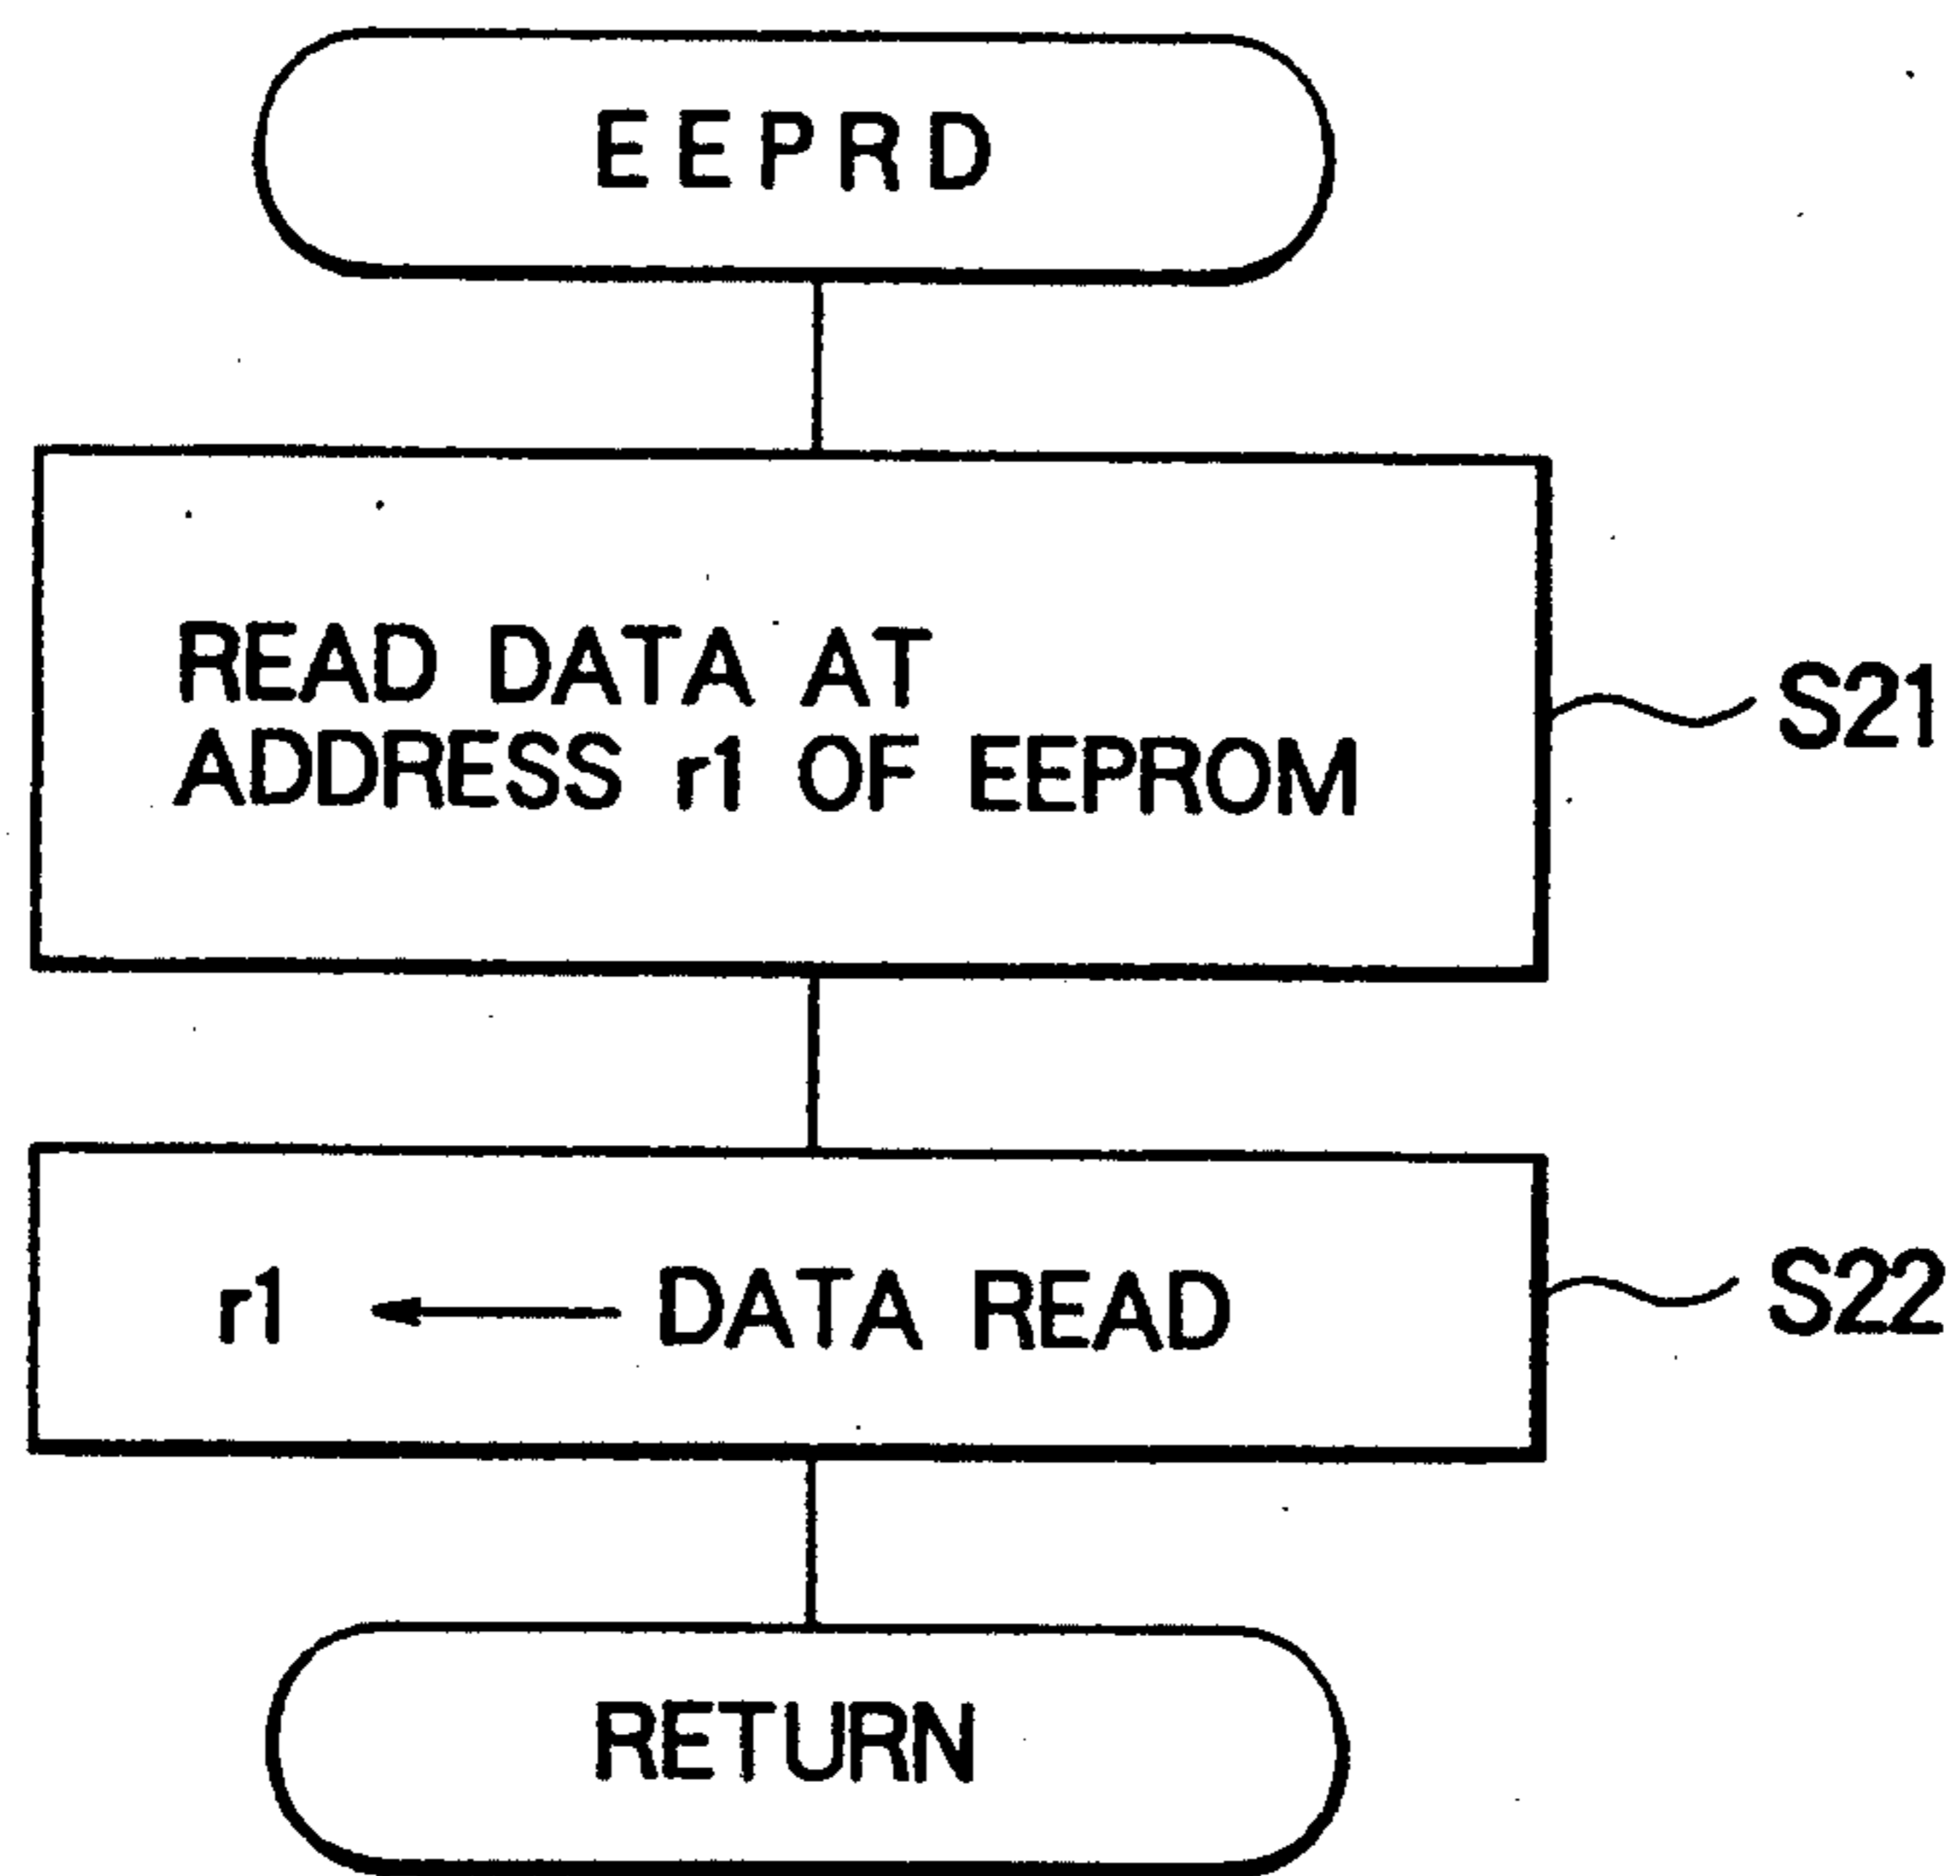 EEPRD
READ DATA AT
ADDRESS r1 OF EEPROM
S21
r1 ← DATA READ
S22
RETURN